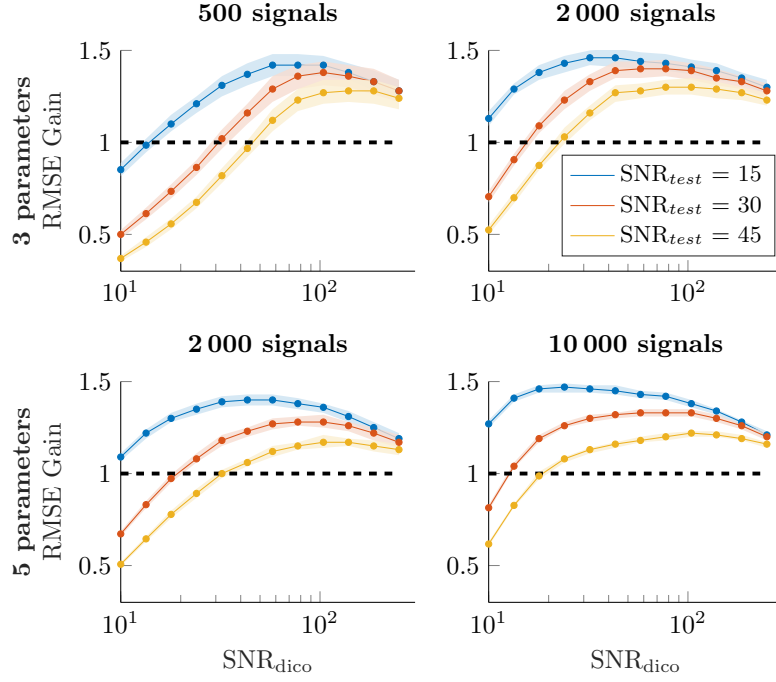 500 signals
2 000 signals
3 parameters
RMSE Gain
1.5
1
0.5
10^1
10^2
1.5
1
0.5
10^1
10^2
SNR_test = 15
SNR_test = 30
SNR_test = 45
2 000 signals
10 000 signals
5 parameters
RMSE Gain
1.5
1
0.5
10^1
10^2
SNR_dico
1.5
1
0.5
10^1
10^2
SNR_dico